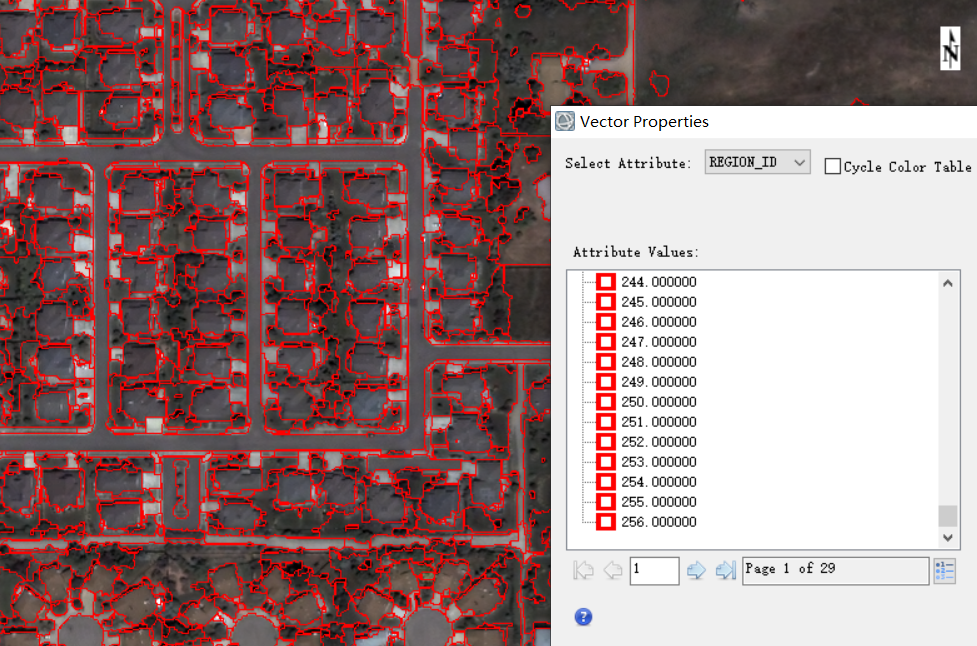 N
Vector Properties
Select Attribute: REGION_ID Cycle Color Table
Attribute Values:
244.000000
245.000000
246.000000
247.000000
248.000000
249.000000
250.000000
251.000000
252.000000
253.000000
254.000000
255.000000
256.000000
1 Page 1 of 29
?